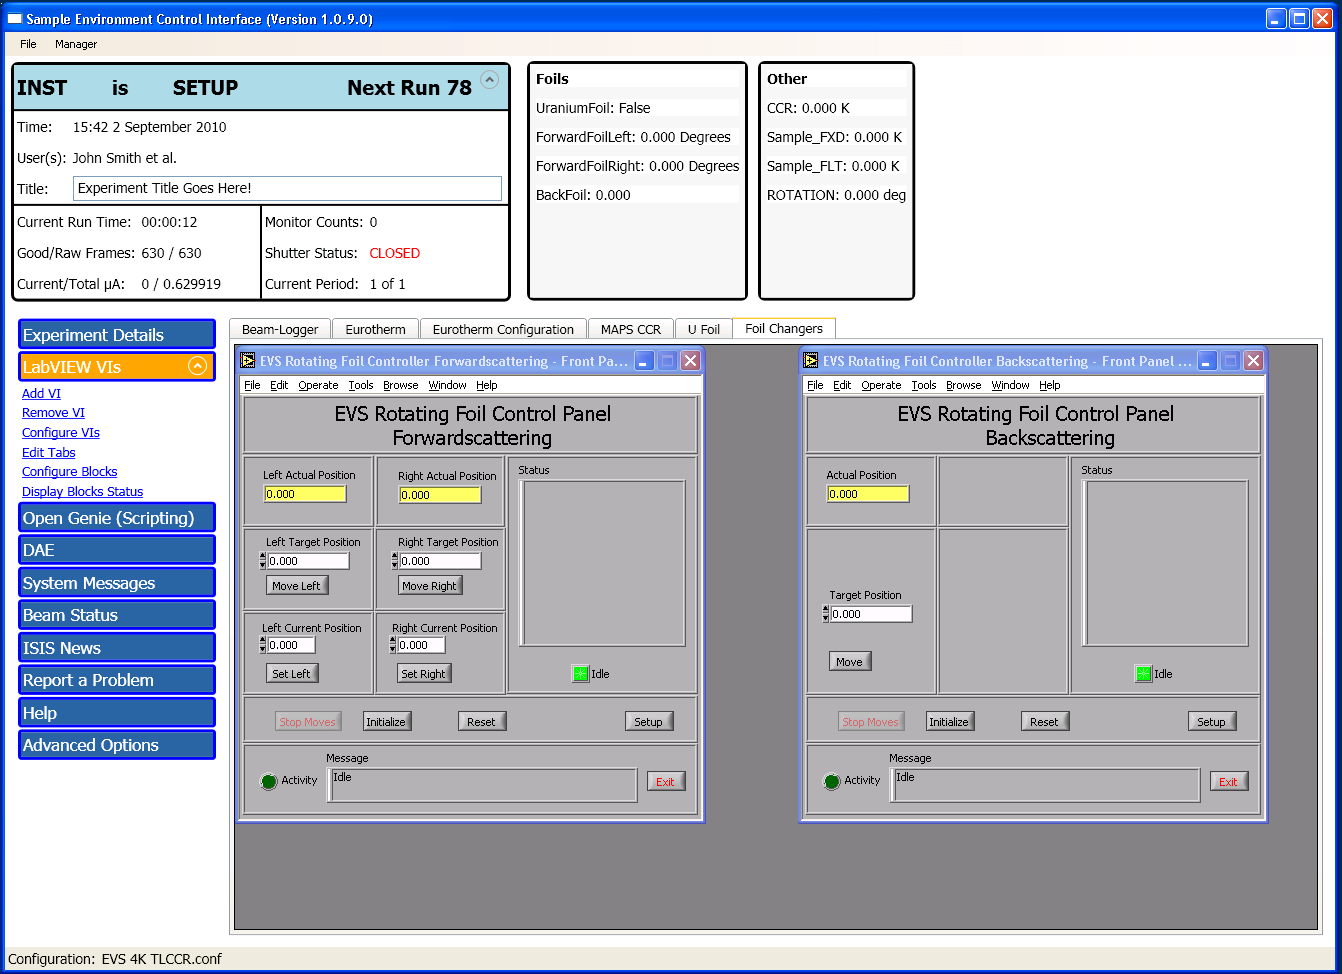 Sample Environment Control Interface (Version 1.0.9.0)
File Manager
INST is SETUP Next Run 78
Time: 15:42 2 September 2010
User(s): John Smith et al.
Title: Experiment Title Goes Here!
Current Run Time: 00:00:12
Good/Raw Frames: 630 / 630
Current/Total µA: 0 / 0.629919
Monitor Counts: 0
Shutter Status: CLOSED
Current Period: 1 of 1
Foils
UraniumFoil: False
ForwardFoilLeft: 0.000 Degrees
ForwardFoilRight: 0.000 Degrees
BackFoil: 0.000
Other
CCR: 0.000 K
Sample_FXD: 0.000 K
Sample_FLT: 0.000 K
ROTATION: 0.000 deg
Experiment Details
LabVIEW VIs
Add VI
Remove VI
Configure VIs
Edit Tabs
Configure Blocks
Display Blocks Status
Open Genie (Scripting)
DAE
System Messages
Beam Status
ISIS News
Report a Problem
Help
Advanced Options
Beam-Logger Eurotherm Eurotherm Configuration MAPS CCR U Foil Foil Changers
EVS Rotating Foil Controller Forwardscattering - Front Pa...
File Edit Operate Tools Browse Window Help
EVS Rotating Foil Control Panel
Forwardscattering
Left Actual Position
0.000
Right Actual Position
0.000
Status
Left Target Position
0.000
Move Left
Right Target Position
0.000
Move Right
Left Current Position
0.000
Set Left
Right Current Position
0.000
Set Right
Idle
Stop Moves Initialize Reset Setup
Message
Activity Idle Exit
EVS Rotating Foil Controller Backscattering - Front Panel ...
File Edit Operate Tools Browse Window Help
EVS Rotating Foil Control Panel
Backscattering
Actual Position
0.000
Status
Target Position
0.000
Move
Idle
Stop Moves Initialize Reset Setup
Message
Activity Idle Exit
Configuration: EVS 4K TLCCR.conf